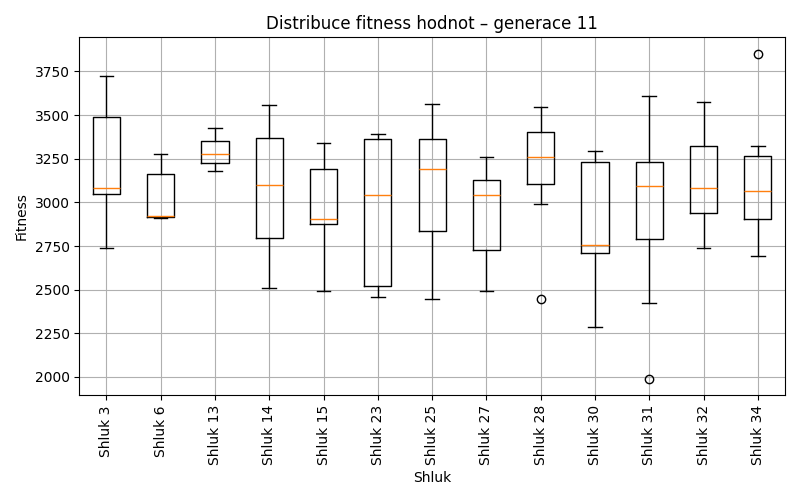 Distribuce fitness hodnot – generace 11
Fitness
3750
3500
3250
3000
2750
2500
2250
2000
Shluk 3
Shluk 6
Shluk 13
Shluk 14
Shluk 15
Shluk 23
Shluk 25
Shluk 27
Shluk 28
Shluk 30
Shluk 31
Shluk 32
Shluk 34
Shluk